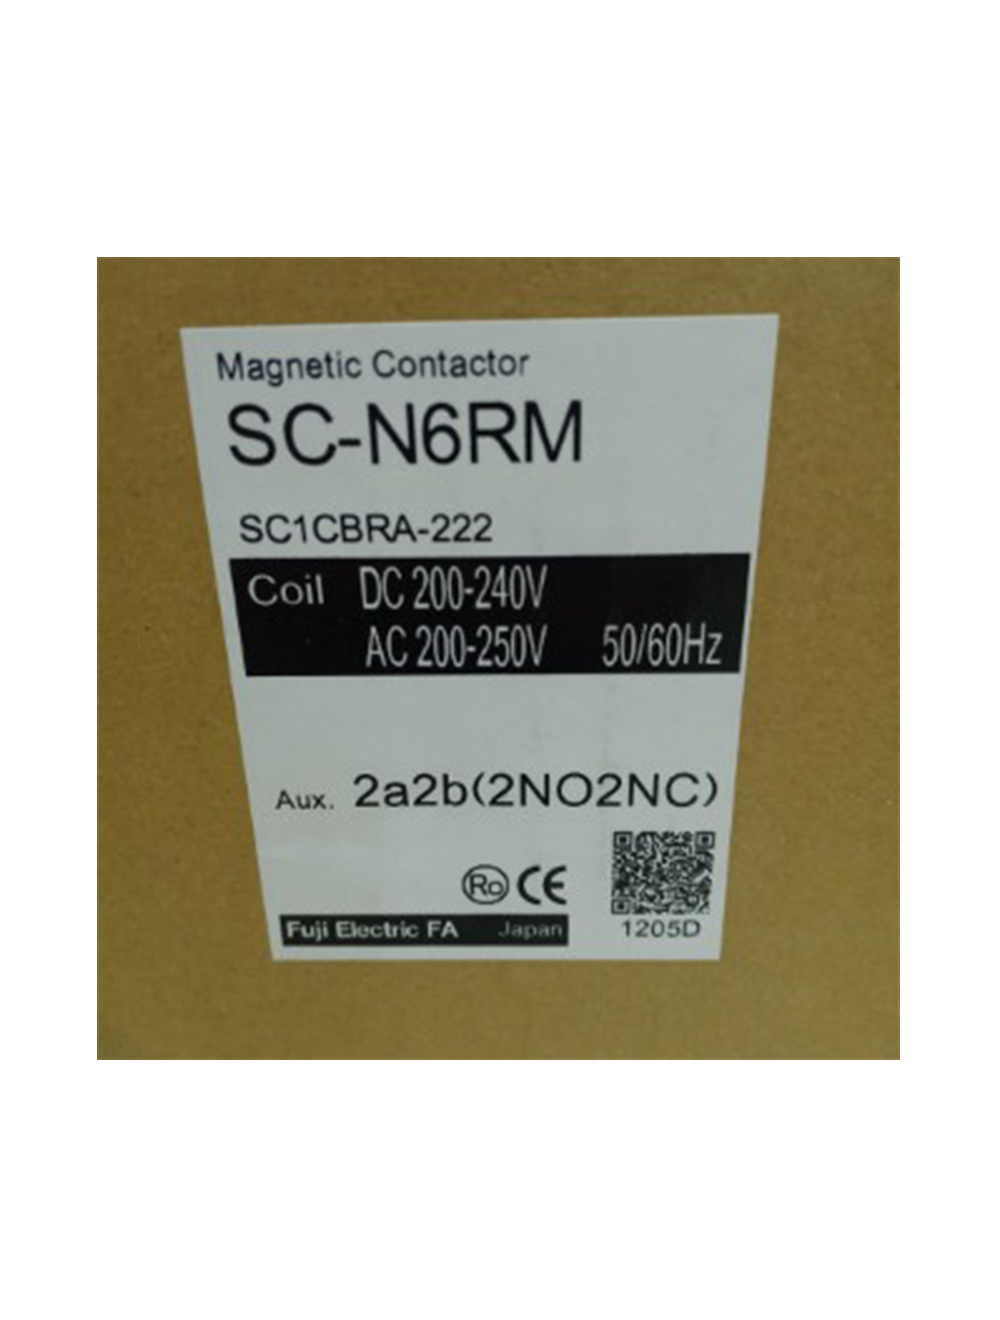 Magnetic Contactor
SC-N6RM
SC1CBRA-222
Coil DC 200-240V
AC 200-250V 50/60Hz
Aux. 2a2b(2NO2NC)
Ro CE
Fuji Electric FA Japan
1205D